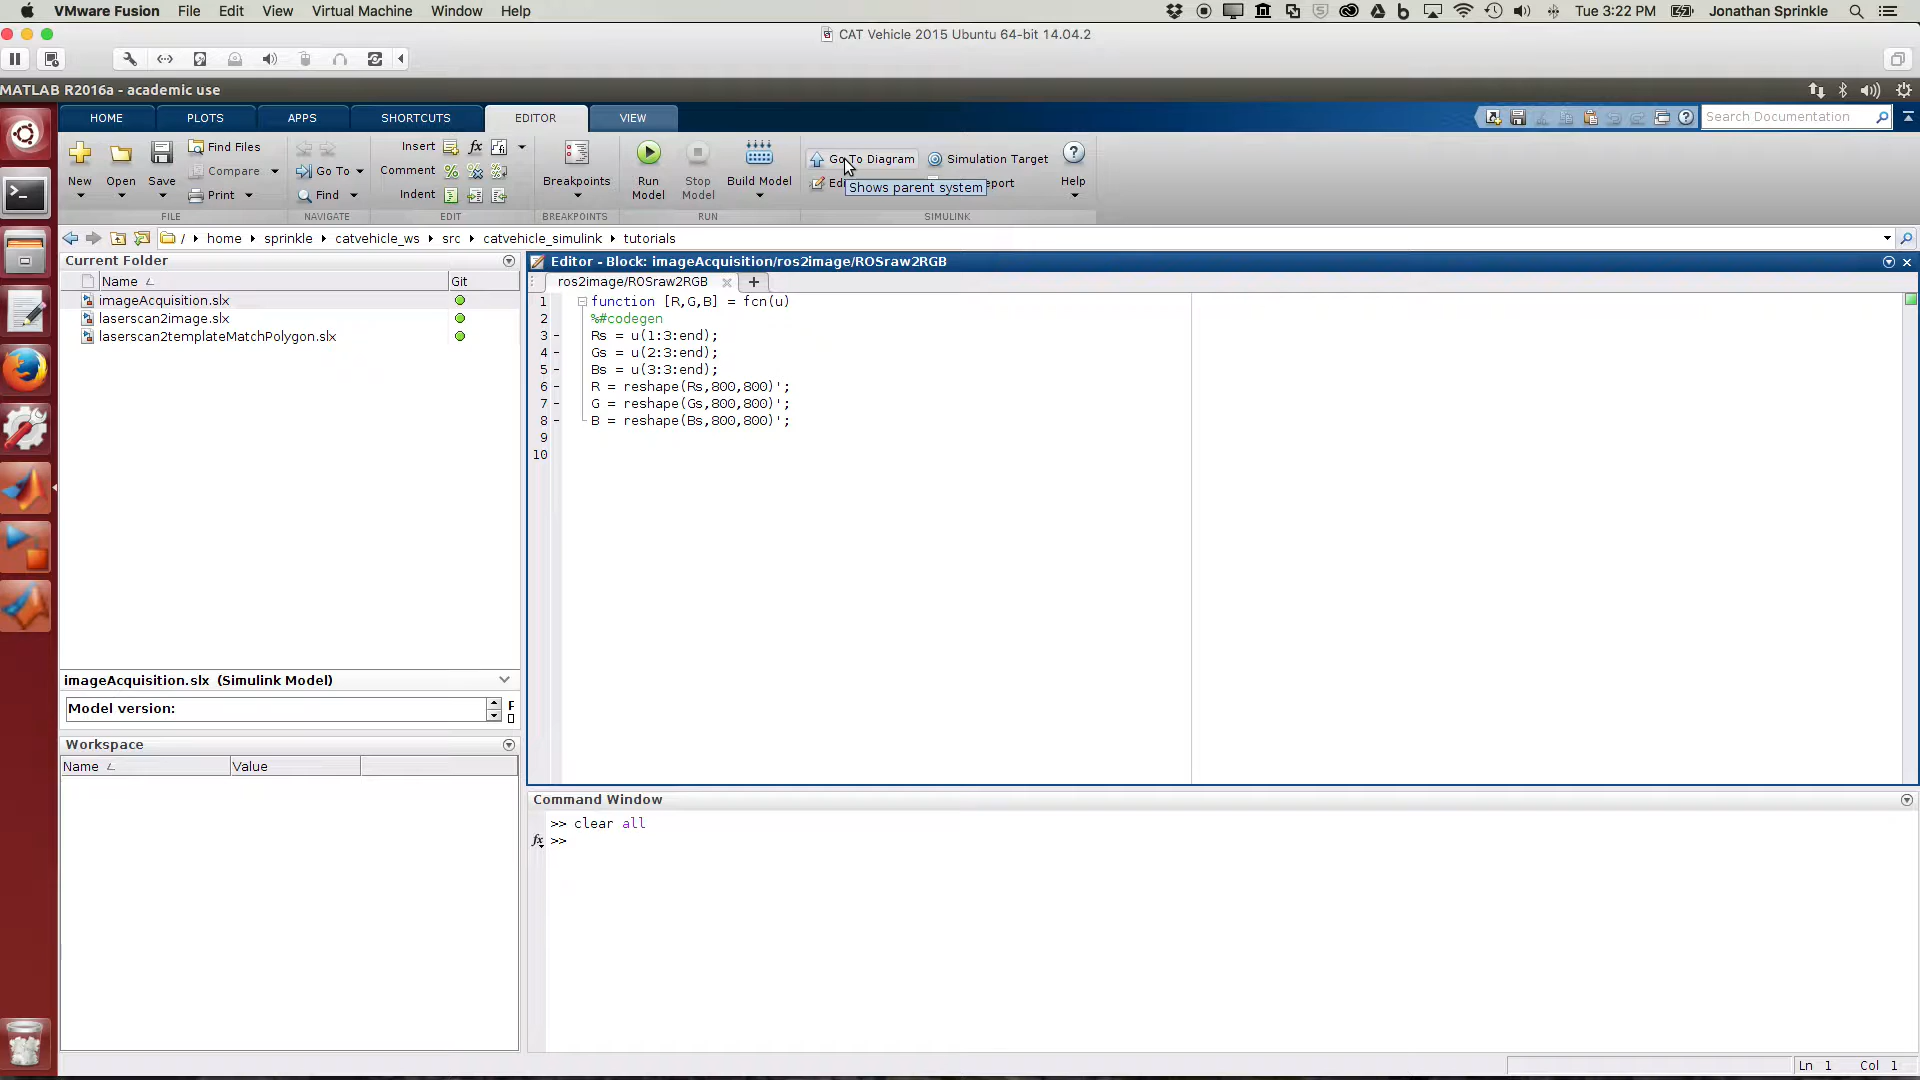 VMware Fusion File Edit View Virtual Machine Window Help Tue 3:22 PM Jonathan Sprinkle
CAT Vehicle 2015 Ubuntu 64-bit 14.04.2
MATLAB R2016a - academic use
HOME PLOTS APPS SHORTCUTS EDITOR VIEW Search Documentation
New Open Save Find Files Compare Print
Go To Find
Insert Comment Indent
Breakpoints
Run Model Stop Model Build Model
Go To Diagram Simulation Target
Shows parent system
Help
FILE NAVIGATE EDIT BREAKPOINTS RUN SIMULINK
/ home sprinkle catvehicle_ws src catvehicle_simulink tutorials
Current Folder
Name Git
imageAcquisition.slx
laserscan2image.slx
laserscan2templateMatchPolygon.slx
imageAcquisition.slx (Simulink Model)
Model version:
Workspace
Name Value
Editor - Block: imageAcquisition/ros2image/ROSraw2RGB
ros2image/ROSraw2RGB
1 function [R,G,B] = fcn(u)
2 %#codegen
3 - Rs = u(1:3:end);
4 - Gs = u(2:3:end);
5 - Bs = u(3:3:end);
6 - R = reshape(Rs,800,800)';
7 - G = reshape(Gs,800,800)';
8 - B = reshape(Bs,800,800)';
9
10
Command Window
>> clear all
fx >>
Ln 1 Col 1